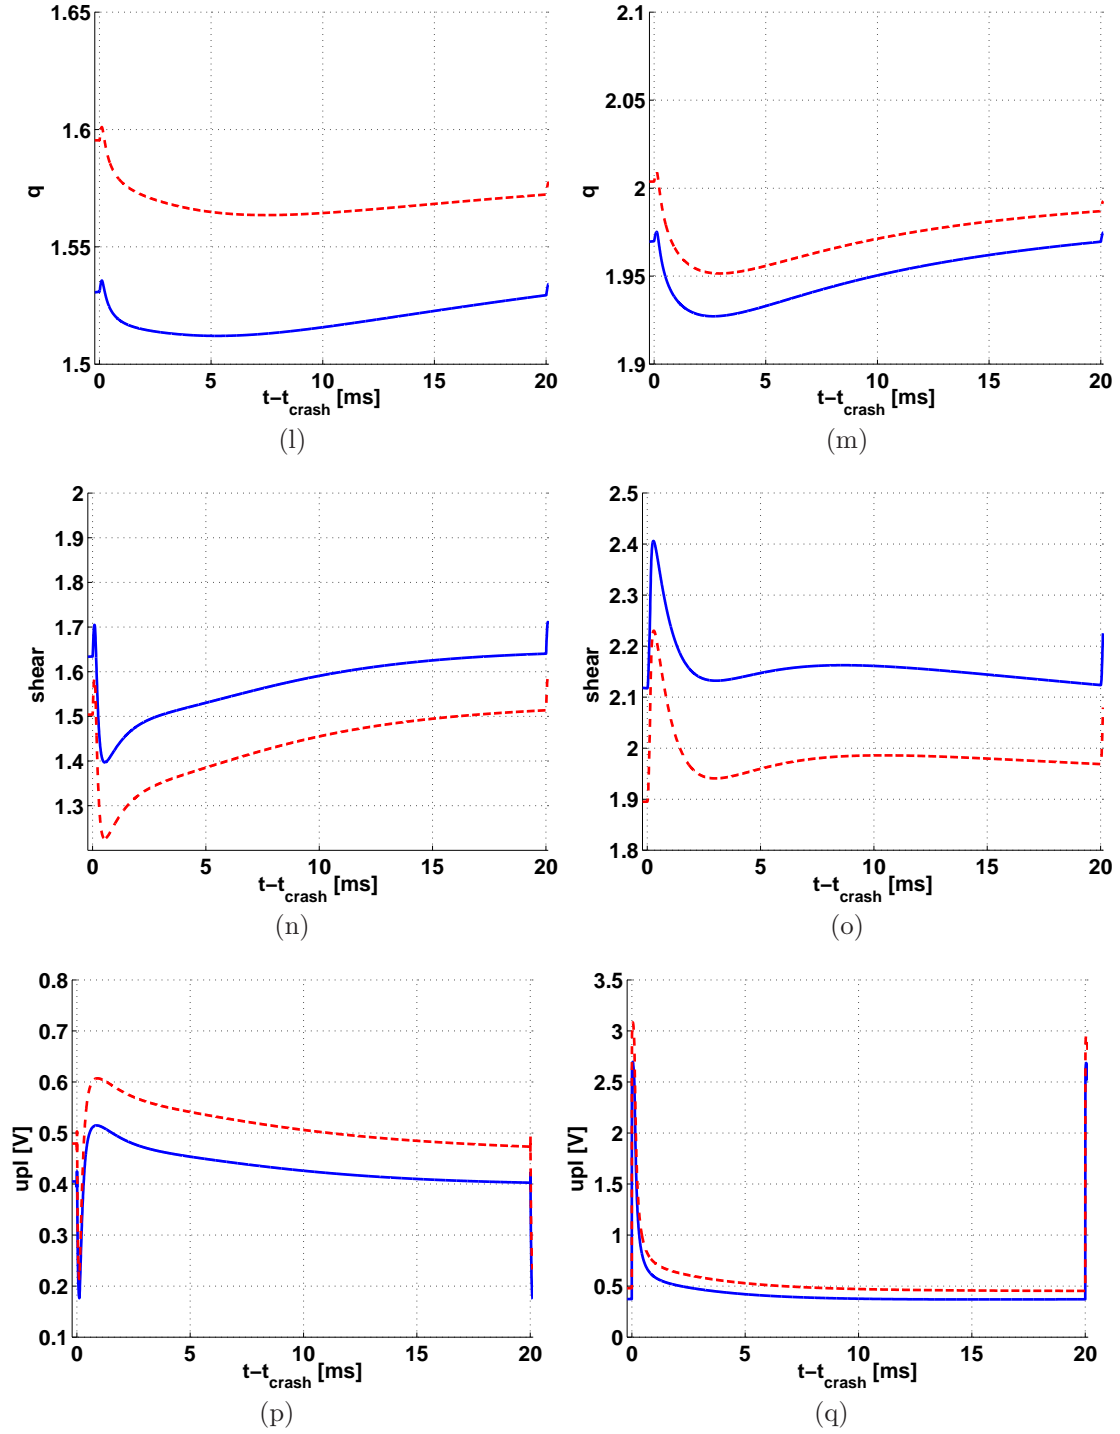 1.65
1.6
1.55
1.5
q
0 5 10 15 20
t−t_crash [ms]
(l)
2.1
2.05
2
1.95
1.9
q
0 5 10 15 20
t−t_crash [ms]
(m)
2
1.9
1.8
1.7
1.6
1.5
1.4
1.3
shear
0 5 10 15 20
t−t_crash [ms]
(n)
2.5
2.4
2.3
2.2
2.1
2
1.9
1.8
shear
0 5 10 15 20
t−t_crash [ms]
(o)
0.8
0.7
0.6
0.5
0.4
0.3
0.2
0.1
upl [V]
0 5 10 15 20
t−t_crash [ms]
(p)
3.5
3
2.5
2
1.5
1
0.5
0
upl [V]
0 5 10 15 20
t−t_crash [ms]
(q)